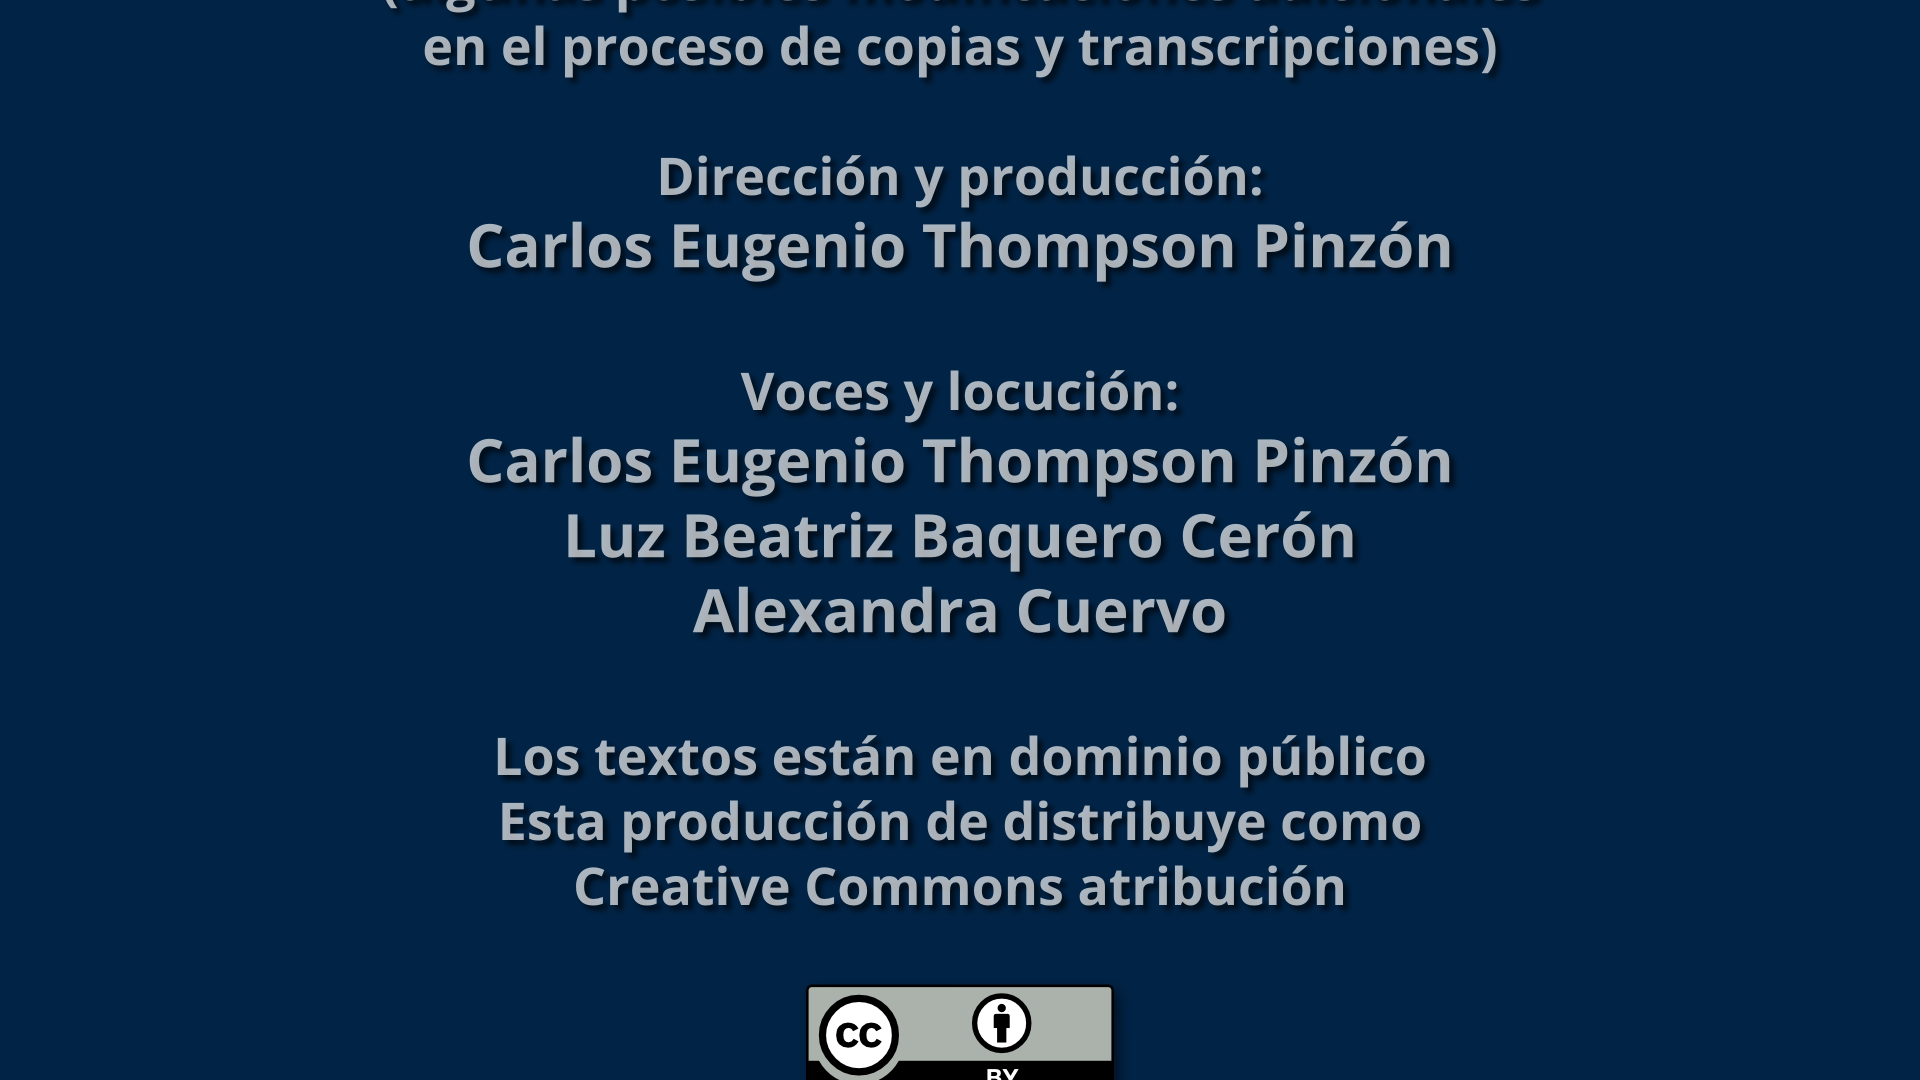 en el proceso de copias y transcripciones)
Dirección y producción:
Carlos Eugenio Thompson Pinzón
Voces y locución:
Carlos Eugenio Thompson Pinzón
Luz Beatriz Baquero Cerón
Alexandra Cuervo
Los textos están en dominio público
Esta producción de distribuye como
Creative Commons atribución
cc
BY